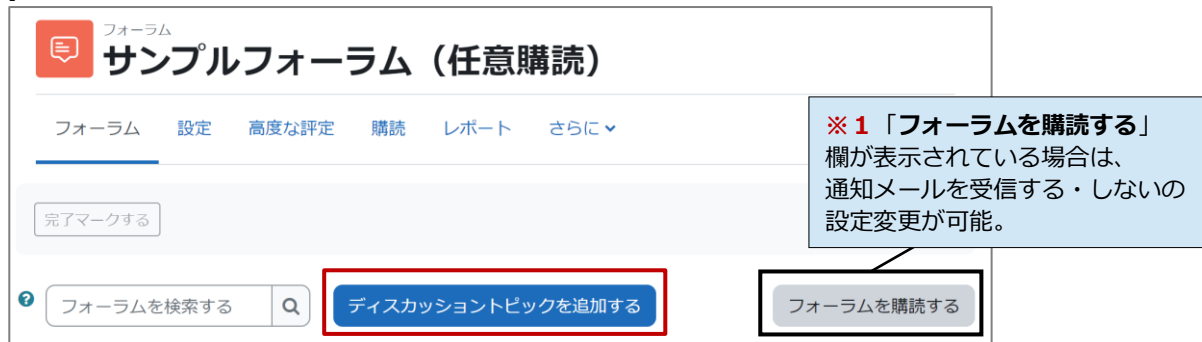 フォーラム
サンプルフォーラム（任意購読）
フォーラム 設定 高度な評定 購読 レポート さらに
※１「フォーラムを購読する」
欄が表示されている場合は、
通知メールを受信する・しないの
設定変更が可能。
完了マークする
? フォーラムを検索する ディスカッショントピックを追加する フォーラムを購読する